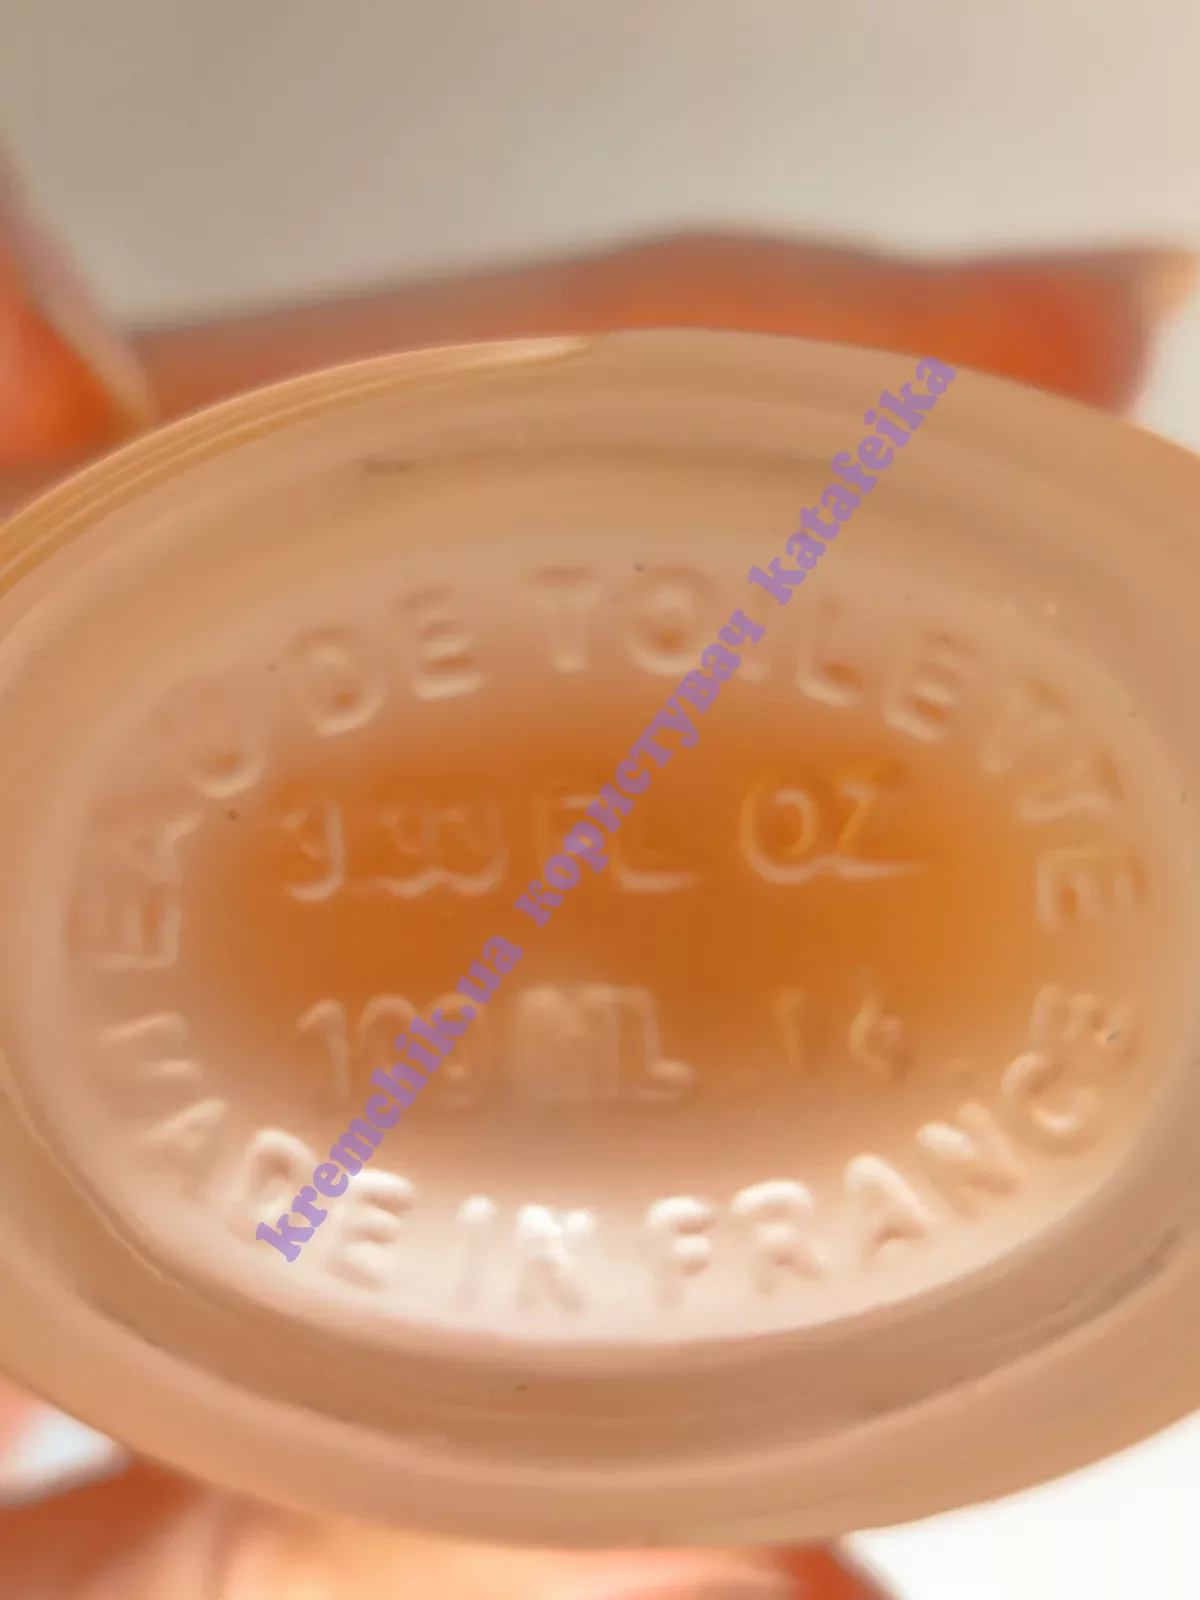 EAU DE TOILETTE
FL OZ
ML
MADE IN FRANCE
kremchik.ua користувач katafeika